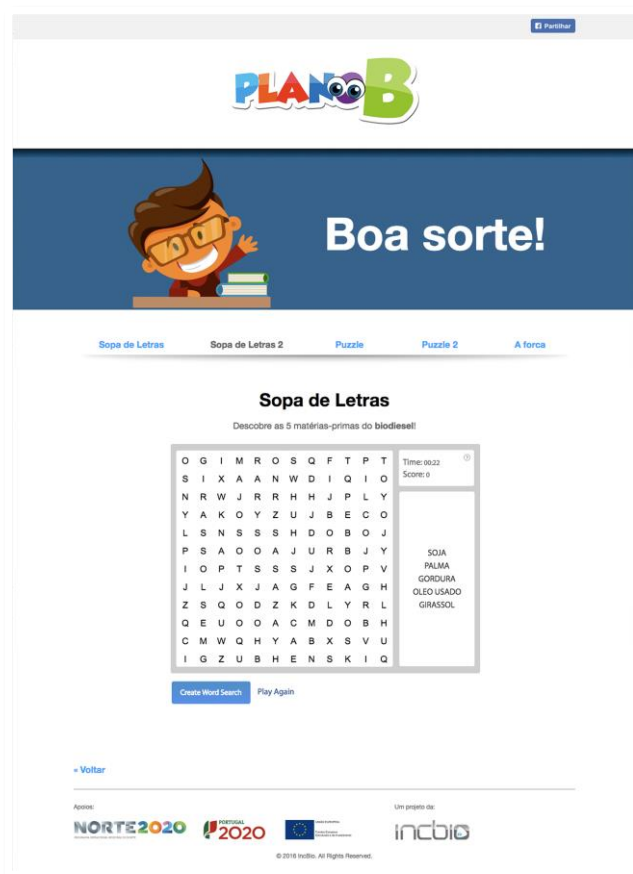 Partilhar
PLANOB
Boa sorte!
Sopa de Letras Sopa de Letras 2 Puzzle Puzzle 2 A forca
Sopa de Letras
Descobre as 5 matérias-primas do biodiesel!
O G I M R O S Q F T P T
S I X A A N W D I Q I O
N R W J R R H H J P L Y
Y A K O Y Z U J B E C O
L S N S S S H D O B O J
P S A O O A J U R B J Y
I O P T S S S J X O P V
J L J X J A G F E A G H
Z S Q O D Z K D L Y R L
Q E U O O A C M D O B H
C M W Q H Y A B X S V U
I G Z U B H E N S K I Q
Time: 00:22
Score: 0
SOJA
PALMA
GORDURA
OLEO USADO
GIRASSOL
Create Word Search Play Again
« Voltar
Apoios: Um projeto da:
NORTE2020 PORTUGAL 2020 incbio
© 2016 IncBio. All Rights Reserved.